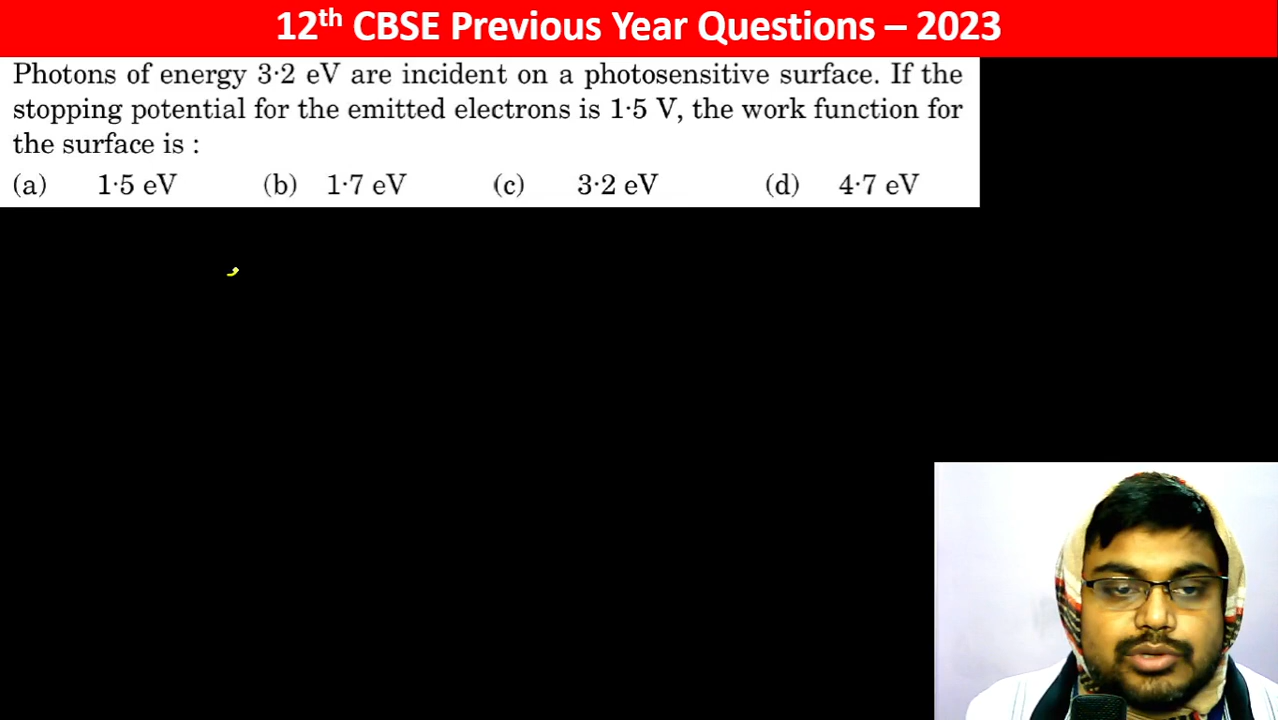 12th CBSE Previous Year Questions – 2023
Photons of energy 3·2 eV are incident on a photosensitive surface. If the
stopping potential for the emitted electrons is 1·5 V, the work function for
the surface is :
(a) 1·5 eV (b) 1·7 eV (c) 3·2 eV (d) 4·7 eV